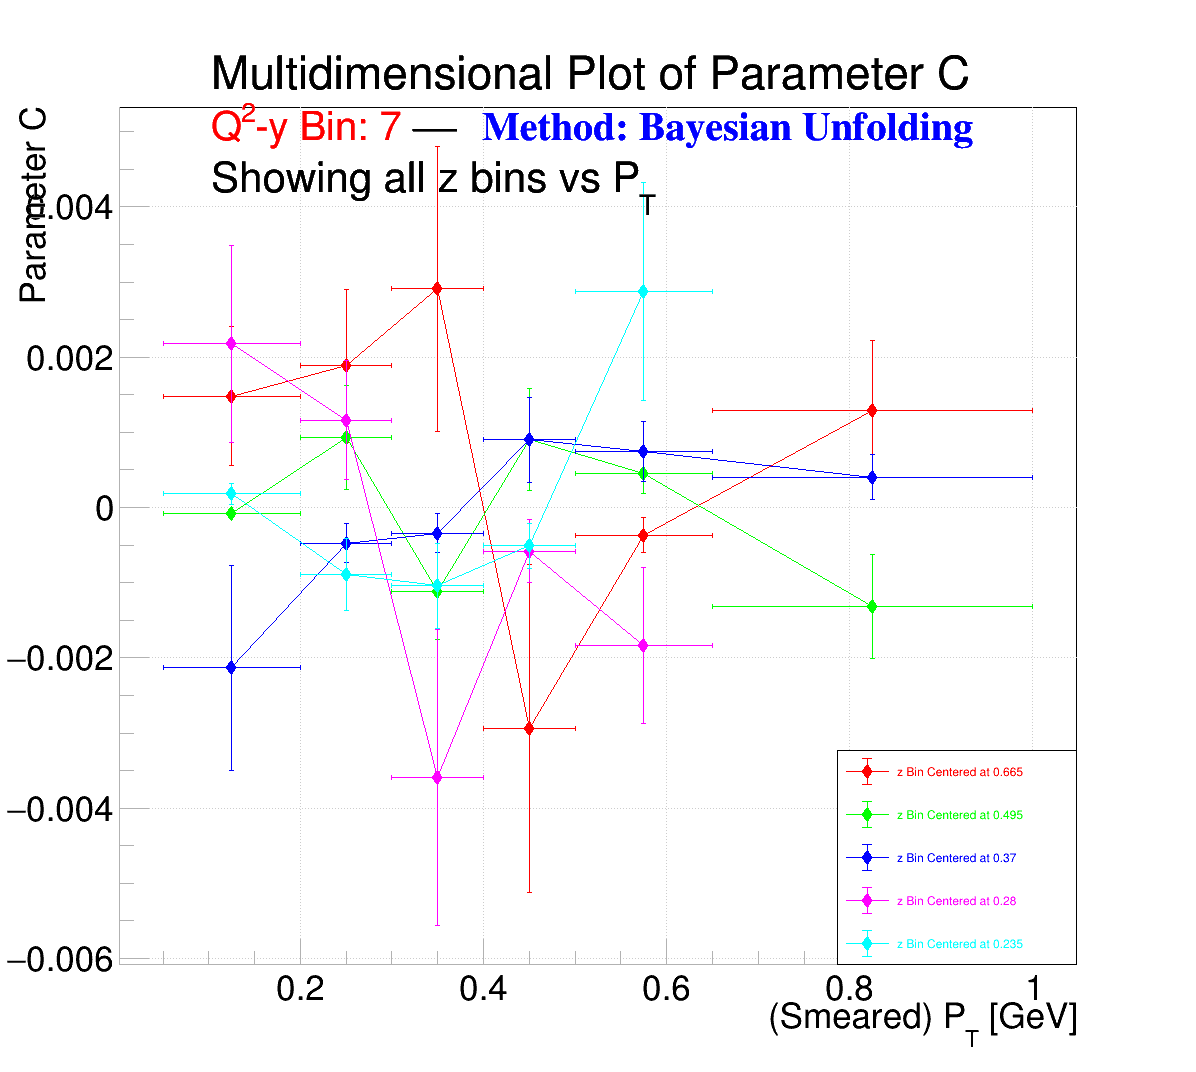 Multidimensional Plot of Parameter C
Q2-y Bin: 7 — Method: Bayesian Unfolding
Showing all z bins vs PT
Parameter C
0.004
0.002
0
−0.002
−0.004
−0.006
0.2 0.4 0.6 0.8 1
(Smeared) PT [GeV]
z Bin Centered at 0.665
z Bin Centered at 0.495
z Bin Centered at 0.37
z Bin Centered at 0.28
z Bin Centered at 0.235